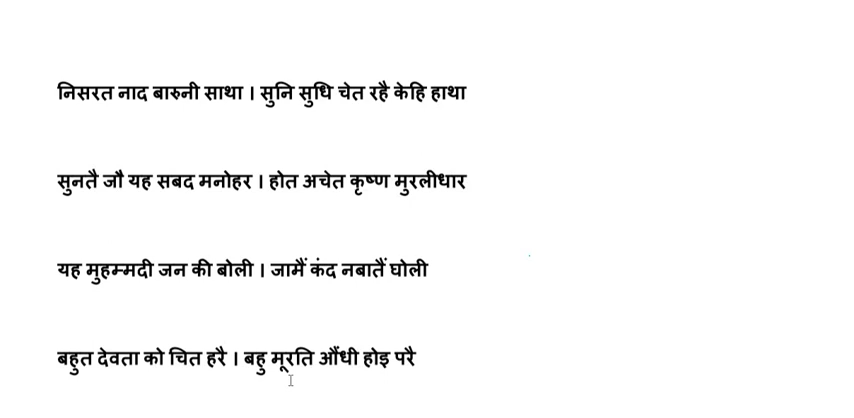 निसरत नाद बारुनी साथा । सुनि सुधि चेत रहै केहि हाथा
सुनतै जौ यह सबद मनोहर । होत अचेत कृष्ण मुरलीधार
यह मुहम्मदी जन की बोली । जामैं कंद नबातैं घोली
बहुत देवता को चित हरै । बहु मूरति औंधी होइ परै